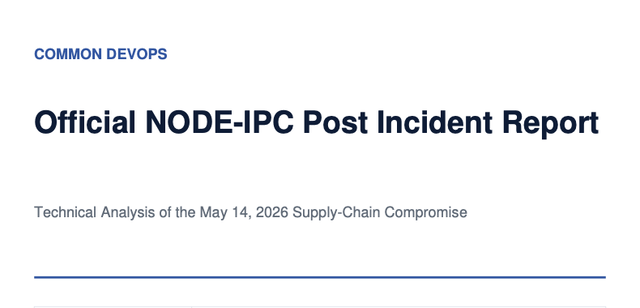 COMMON DEVOPS
Official NODE-IPC Post Incident Report
Technical Analysis of the May 14, 2026 Supply-Chain Compromise